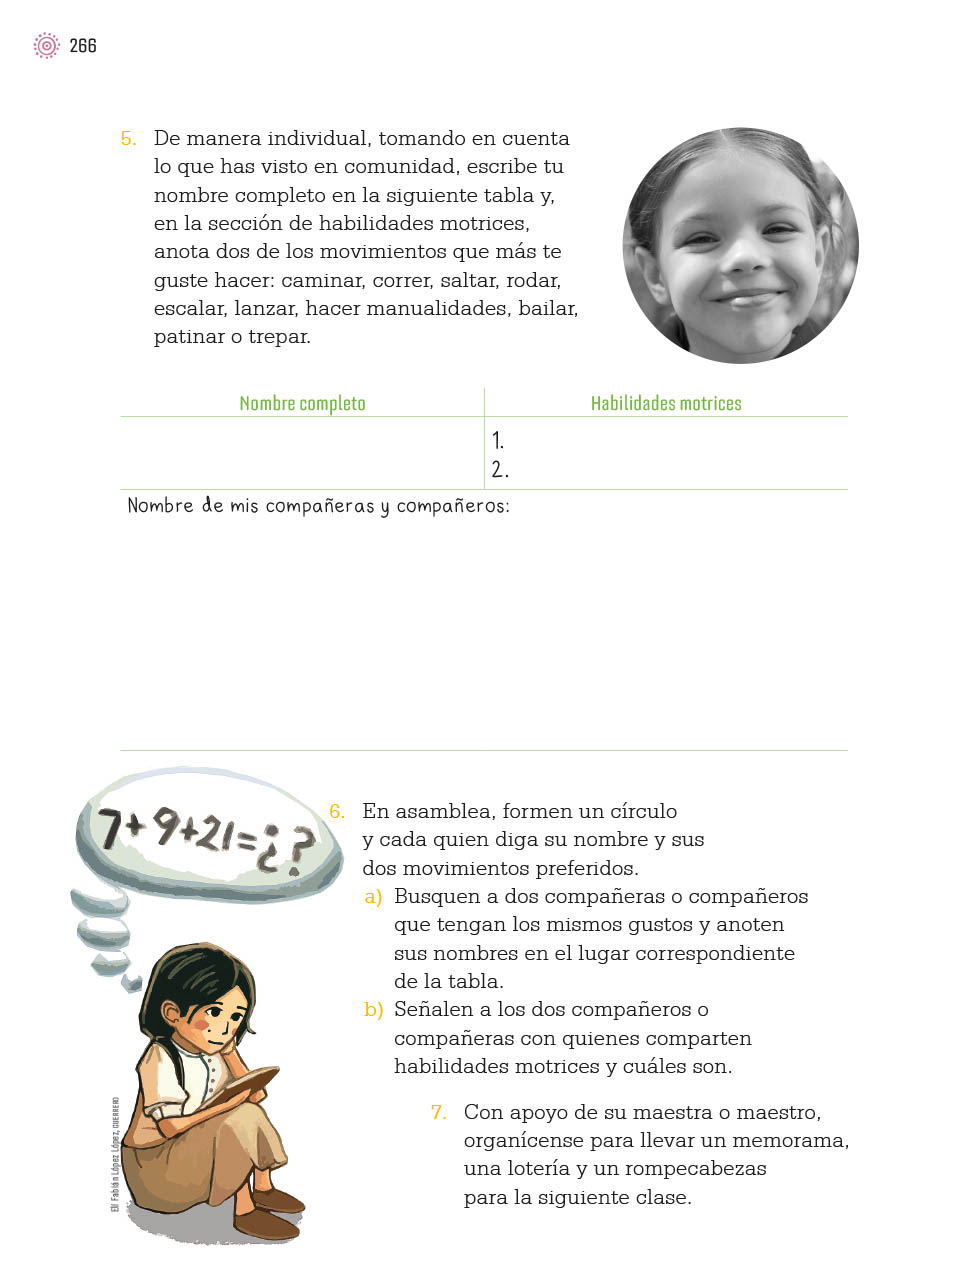 266
5. De manera individual, tomando en cuenta
lo que has visto en comunidad, escribe tu
nombre completo en la siguiente tabla y,
en la sección de habilidades motrices,
anota dos de los movimientos que más te
guste hacer: caminar, correr, saltar, rodar,
escalar, lanzar, hacer manualidades, bailar,
patinar o trepar.
Nombre completo
Habilidades motrices
1.
2.
Nombre de mis compañeras y compañeros:
7+9+21=¿?
6. En asamblea, formen un círculo
y cada quien diga su nombre y sus
dos movimientos preferidos.
a) Busquen a dos compañeras o compañeros
que tengan los mismos gustos y anoten
sus nombres en el lugar correspondiente
de la tabla.
b) Señalen a los dos compañeros o
compañeras con quienes comparten
habilidades motrices y cuáles son.
7. Con apoyo de su maestra o maestro,
organícense para llevar un memorama,
una lotería y un rompecabezas
para la siguiente clase.
Elí Fabián López López, GUERRERO